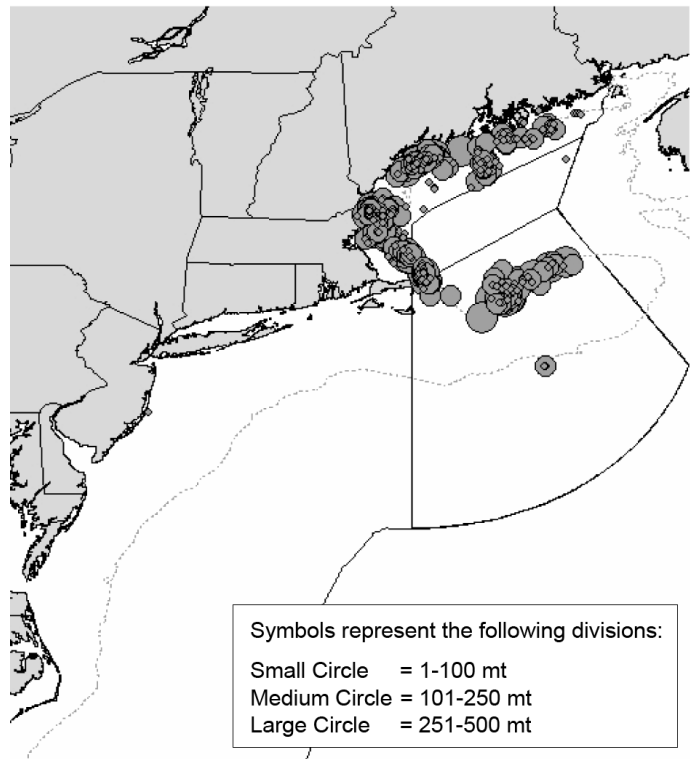 Symbols represent the following divisions:
Small Circle = 1-100 mt
Medium Circle = 101-250 mt
Large Circle = 251-500 mt